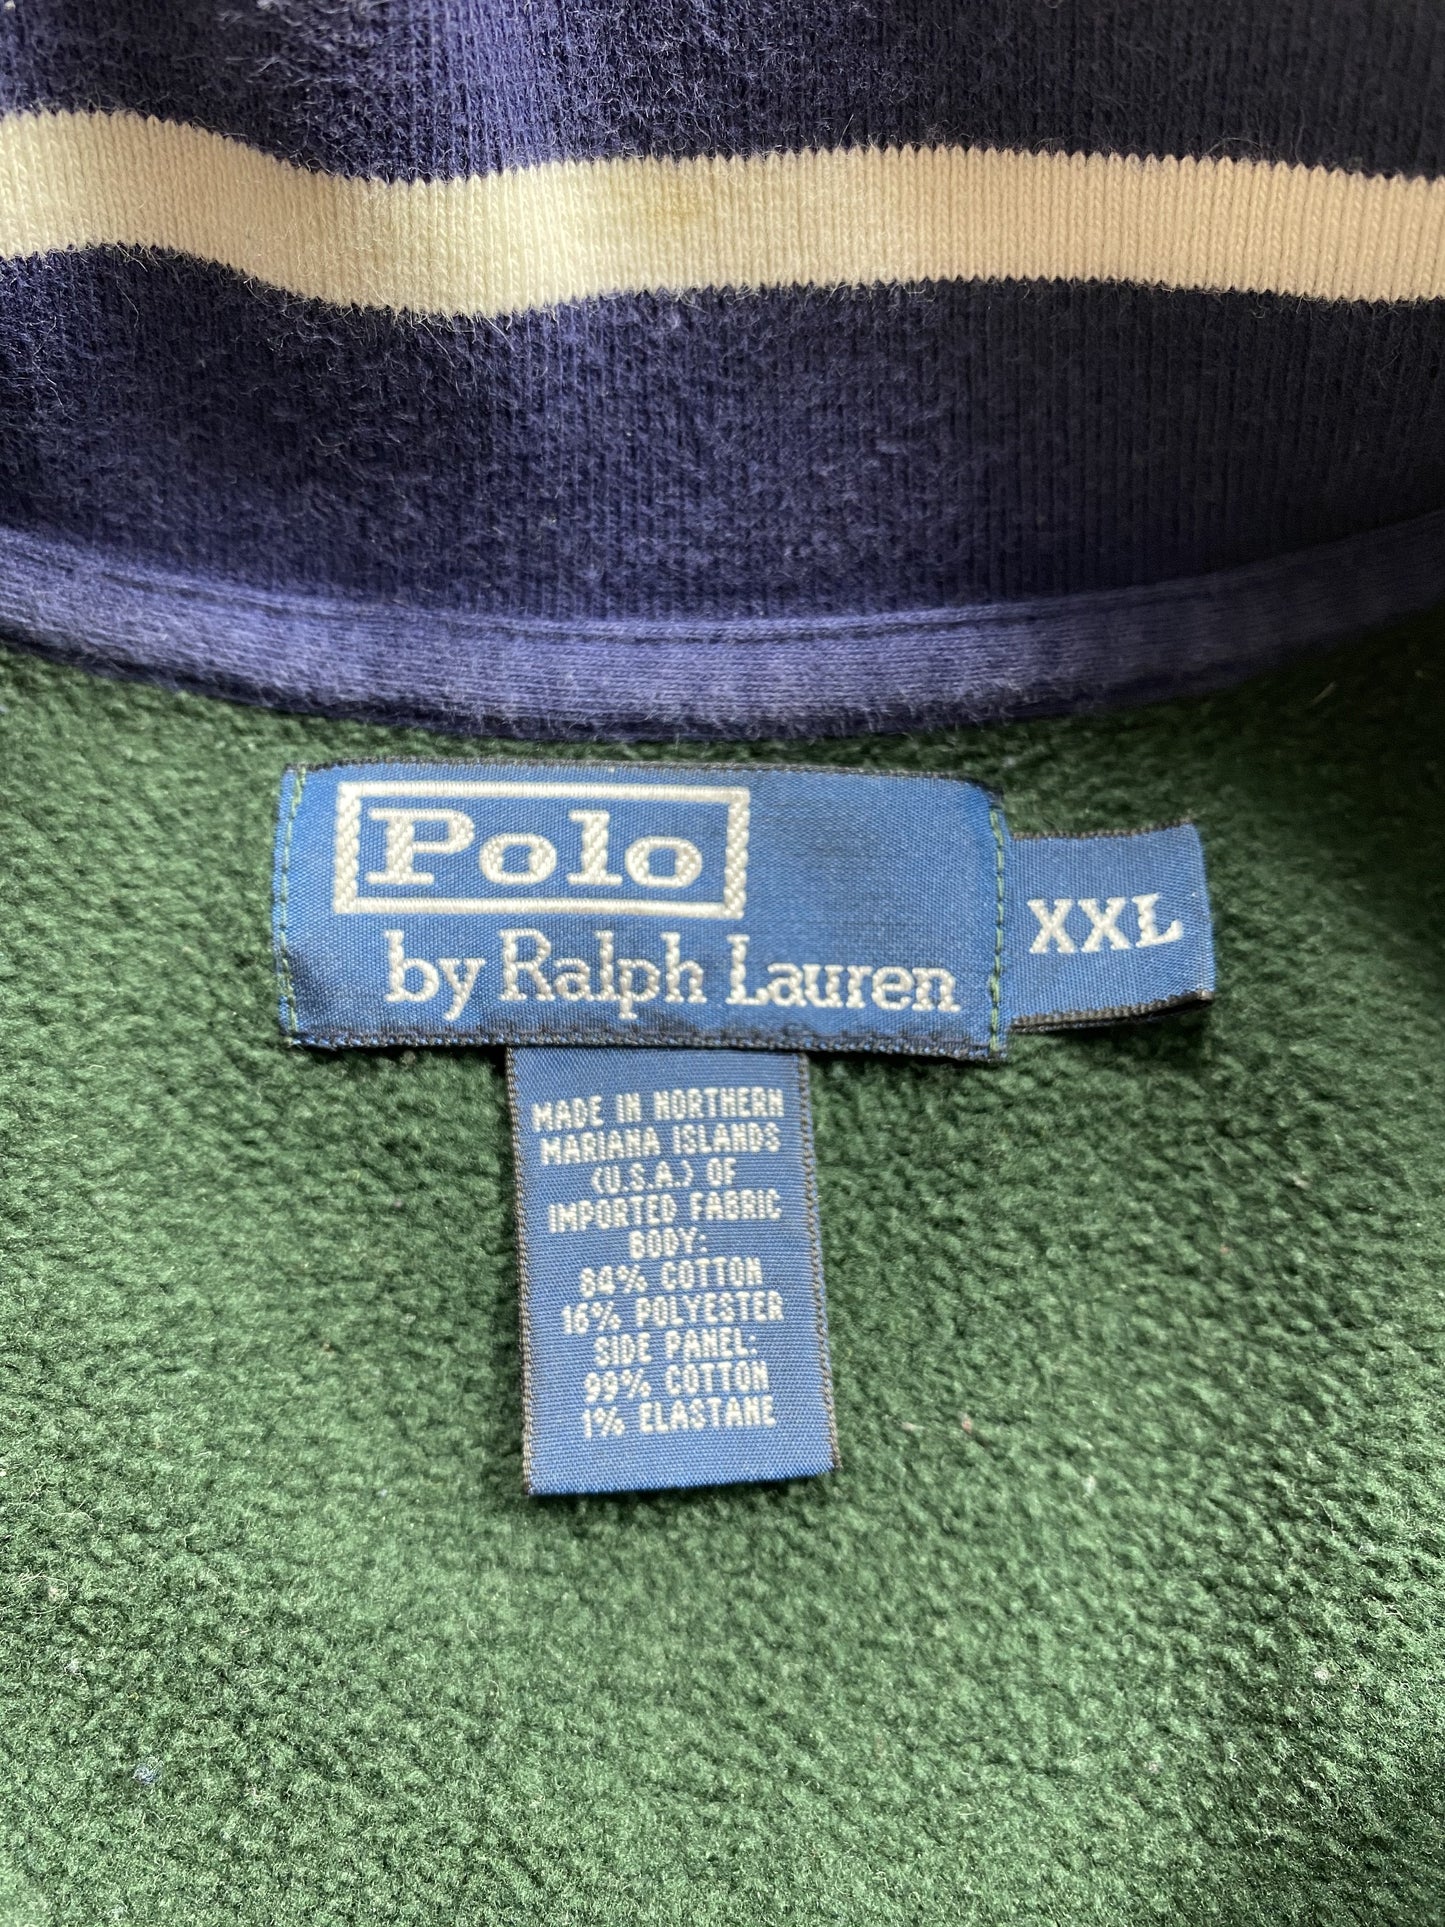 Polo
by Ralph Lauren
XXL
MADE IN NORTHERN
MARIANA ISLANDS
(U.S.A.) OF
IMPORTED FABRIC
BODY:
84% COTTON
16% POLYESTER
SIDE PANEL:
99% COTTON
1% ELASTANE